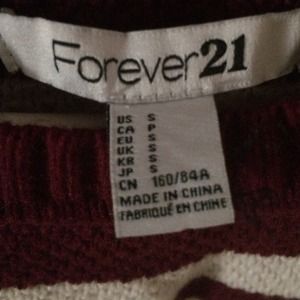 Forever21
US S
CA P
EU S
UK S
KR S
JP S
CN 160/84A
MADE IN CHINA
FABRIQUÉ EN CHINE